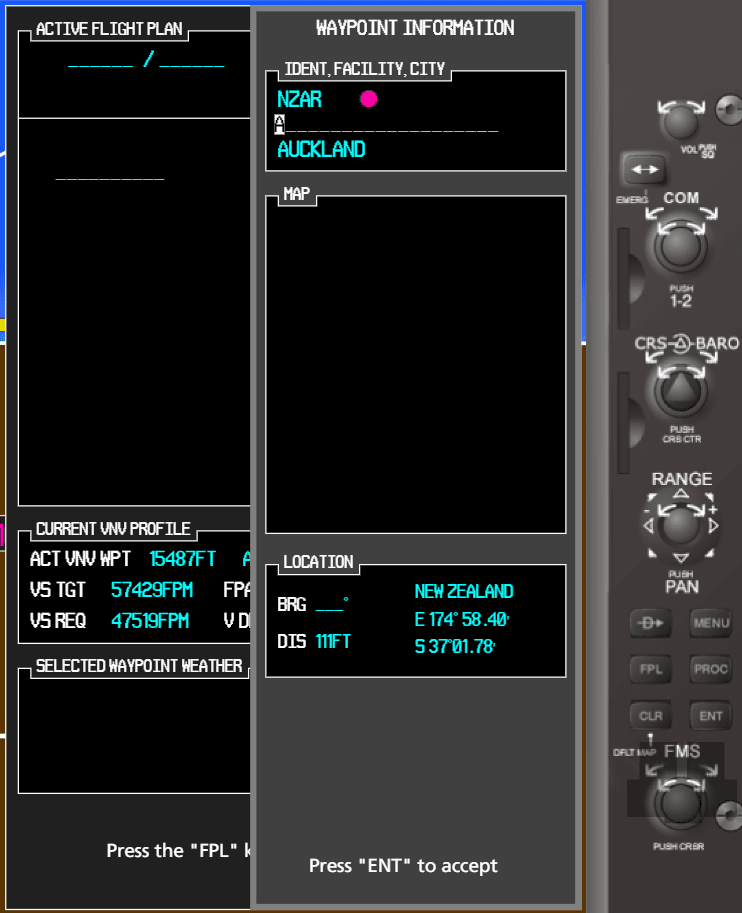 ACTIVE FLIGHT PLAN
______ / ______
__________
CURRENT VNV PROFILE
ACT VNV WPT 15487FT
VS TGT 57429FPM FPA
VS REQ 47519FPM V D
SELECTED WAYPOINT WEATHER
Press the "FPL" k
WAYPOINT INFORMATION
IDENT, FACILITY, CITY
NZAR
A____________________
AUCKLAND
MAP
LOCATION
BRG ___°
DIS 111FT
NEW ZEALAND
E 174° 58.40'
S 37°01.78'
Press "ENT" to accept
VOL PUSH SQ
EMERG
COM
PUSH
1-2
CRS BARO
PUSH
CRS CTR
RANGE
- +
PUSH
PAN
D MENU
FPL PROC
CLR ENT
DFLT MAP FMS
PUSH CRSR